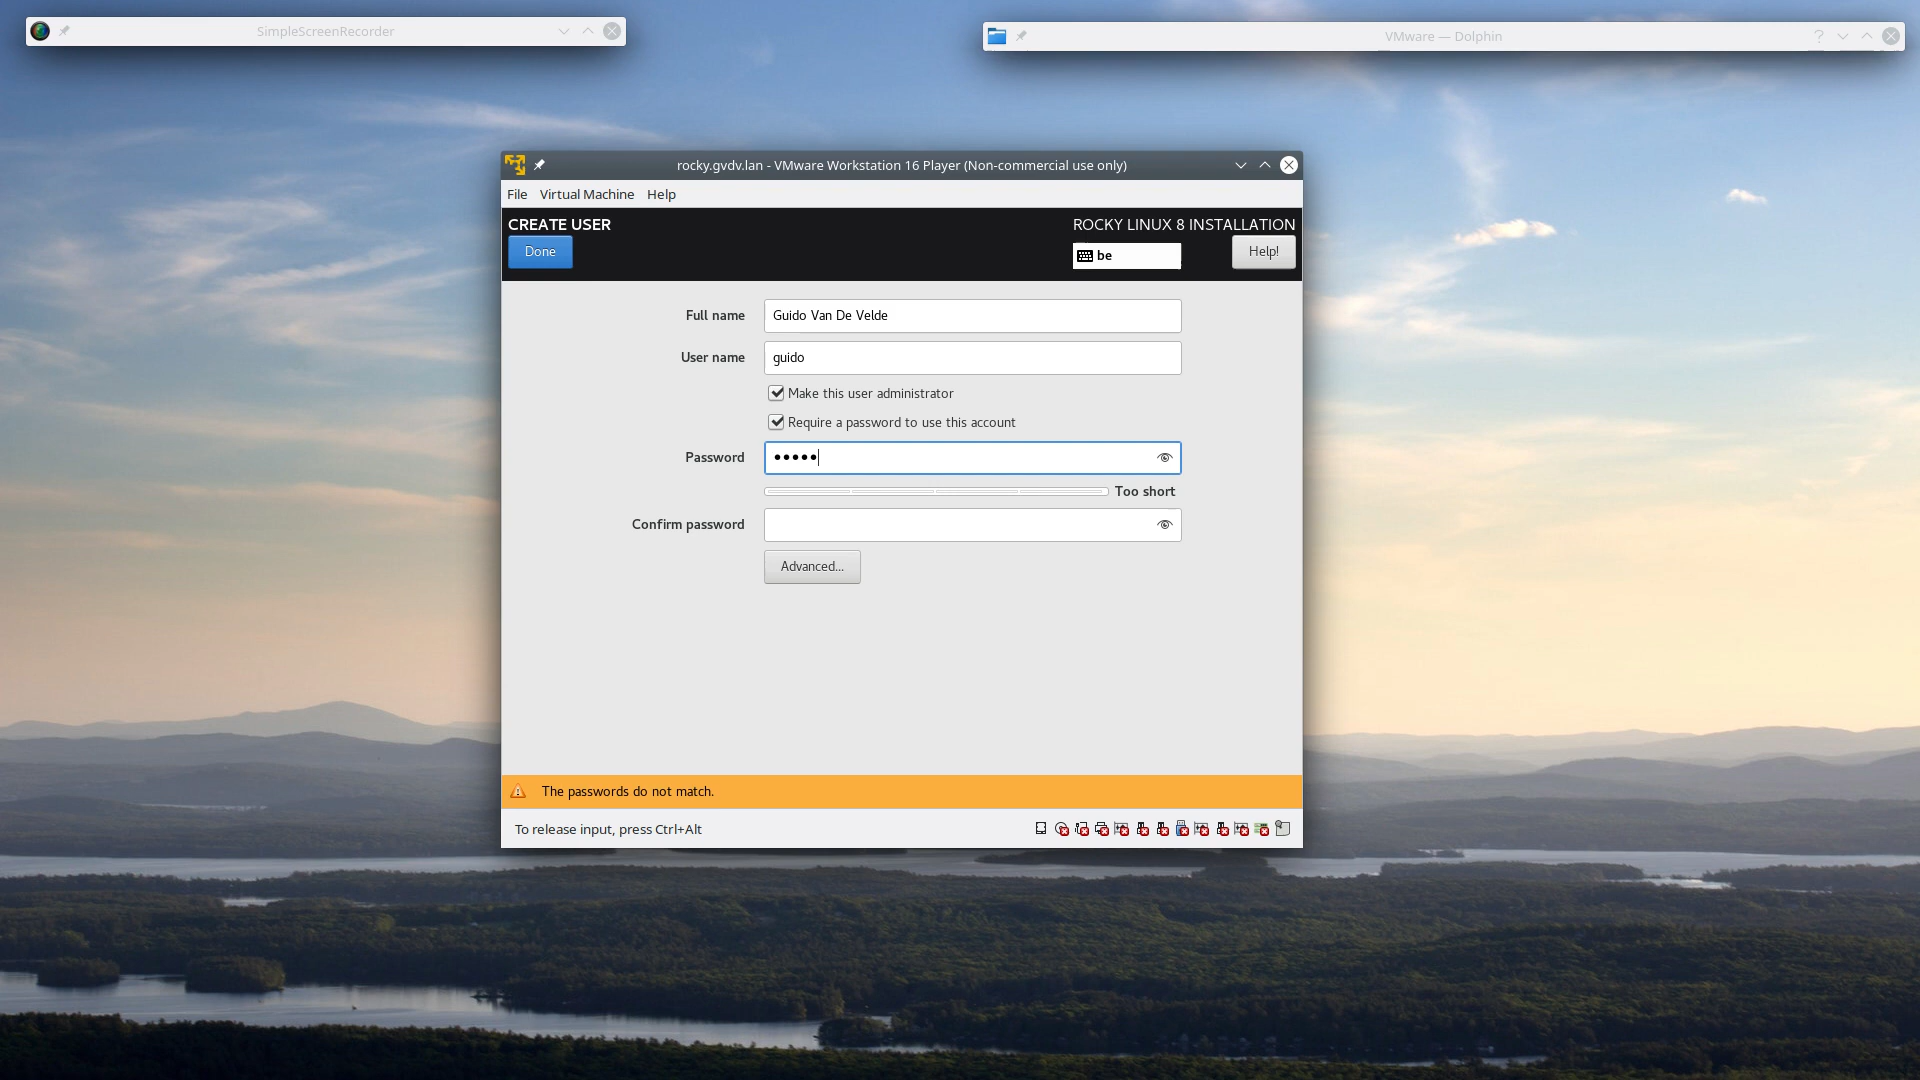 SimpleScreenRecorder
VMware — Dolphin
rocky.gvdv.lan - VMware Workstation 16 Player (Non-commercial use only)
File Virtual Machine Help
CREATE USER
ROCKY LINUX 8 INSTALLATION
Done
be
Help!
Full name
Guido Van De Velde
User name
guido
Make this user administrator
Require a password to use this account
Password
•••••
Too short
Confirm password
Advanced...
The passwords do not match.
To release input, press Ctrl+Alt